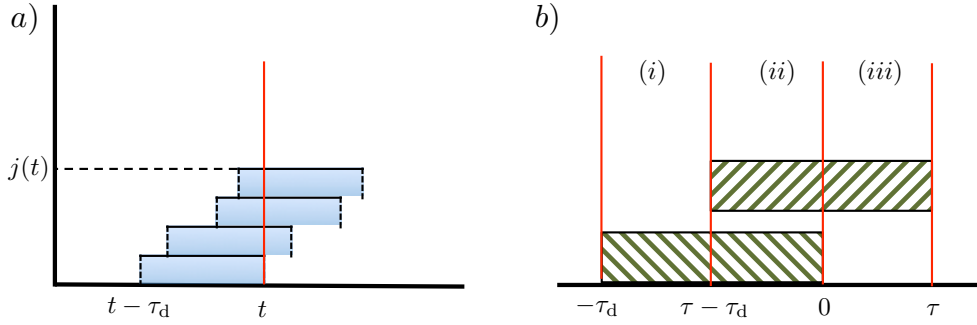 a)
j(t)
t − τ_d
t
b)
(i)
(ii)
(iii)
−τ_d
τ − τ_d
0
τ